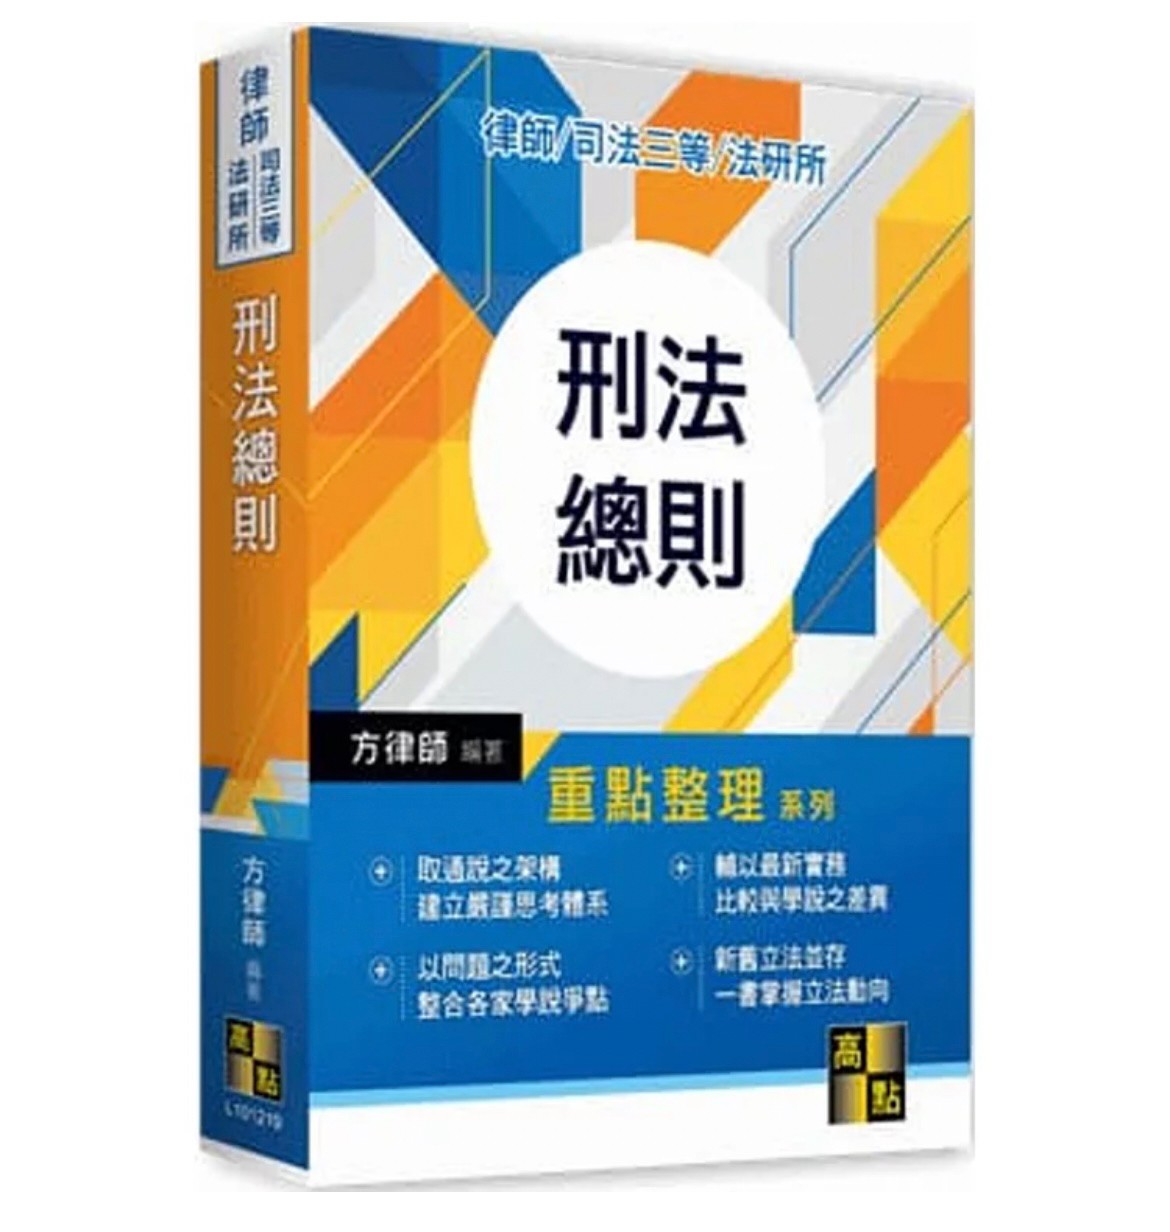 律師
司法三等
法研所
刑法總則
方律師 編著
高點
L101219
律師/司法三等/法研所
刑法
總則
方律師 編著
重點整理 系列
取通說之架構
建立嚴謹思考體系
以問題之形式
整合各家學說爭點
輔以最新實務
比較與學說之差異
新舊立法並存
一書掌握立法動向
高點